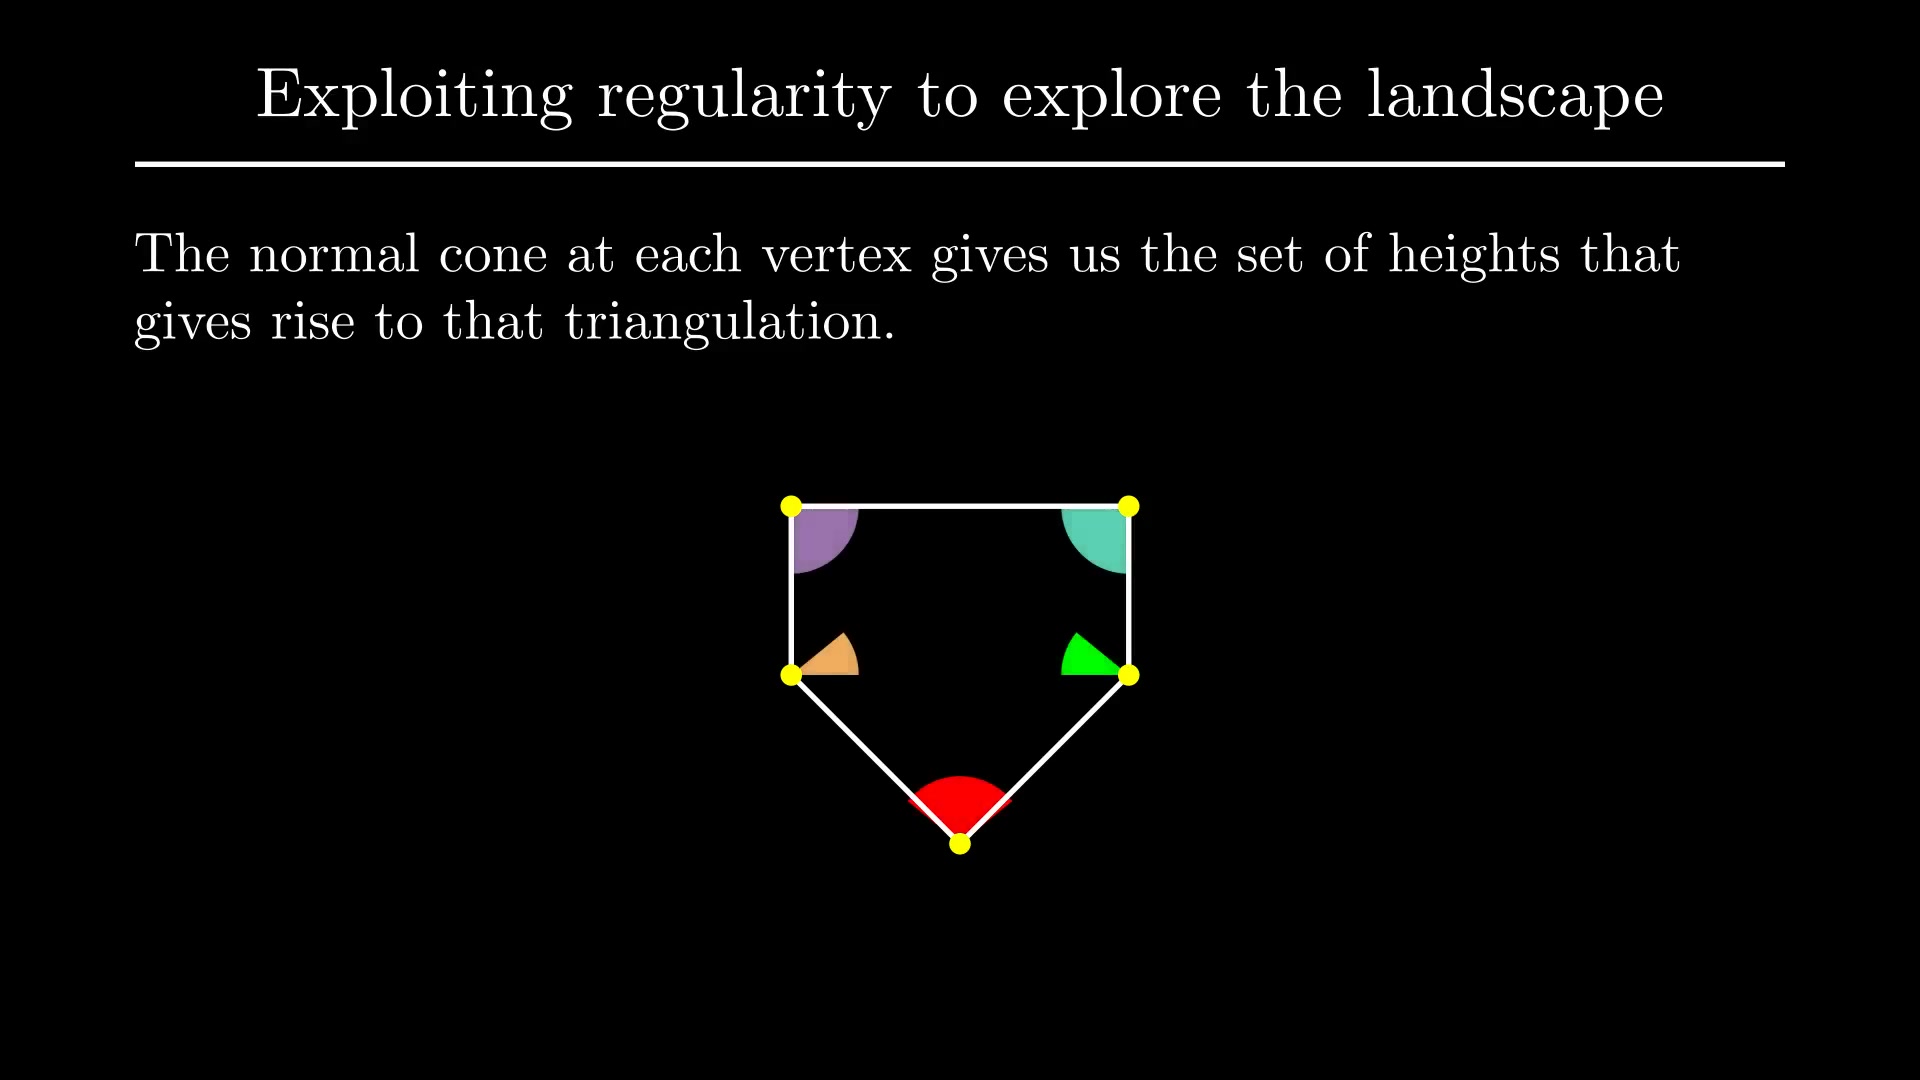 Exploiting regularity to explore the landscape
The normal cone at each vertex gives us the set of heights that
gives rise to that triangulation.